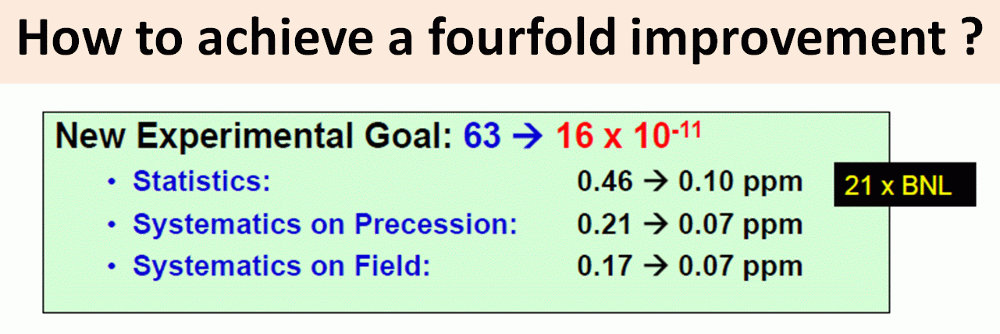 How to achieve a fourfold improvement ?
New Experimental Goal: 63 → 16 x 10⁻¹¹
• Statistics: 0.46 → 0.10 ppm 21 x BNL
• Systematics on Precession: 0.21 → 0.07 ppm
• Systematics on Field: 0.17 → 0.07 ppm